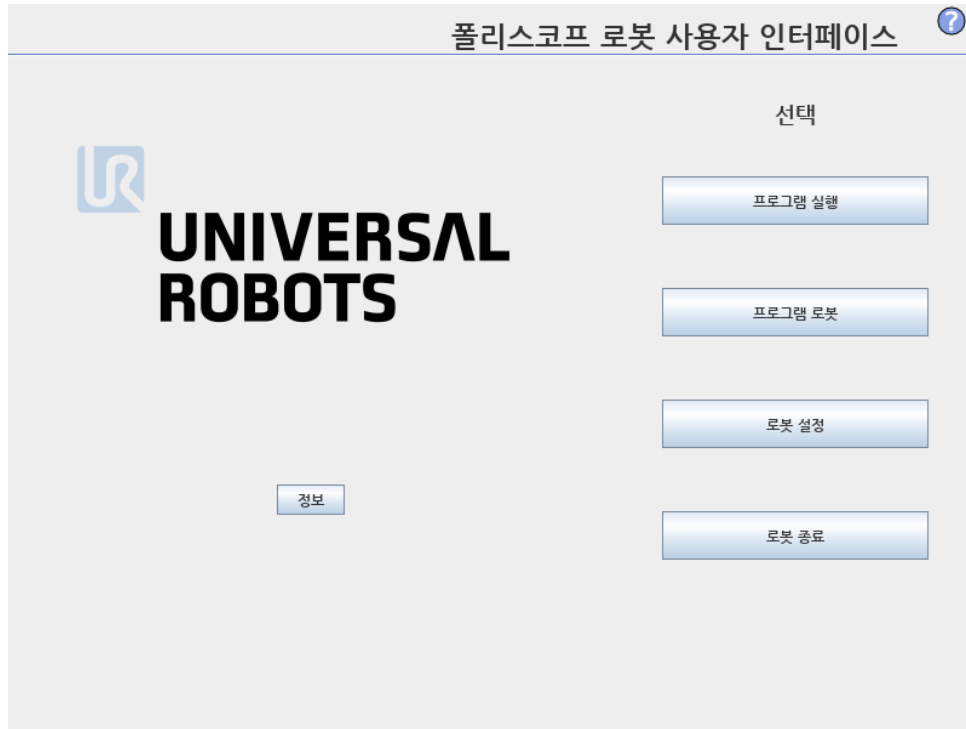 폴리스코프 로봇 사용자 인터페이스
?
선택
UR
UNIVERSAL
ROBOTS
프로그램 실행
프로그램 로봇
로봇 설정
정보
로봇 종료